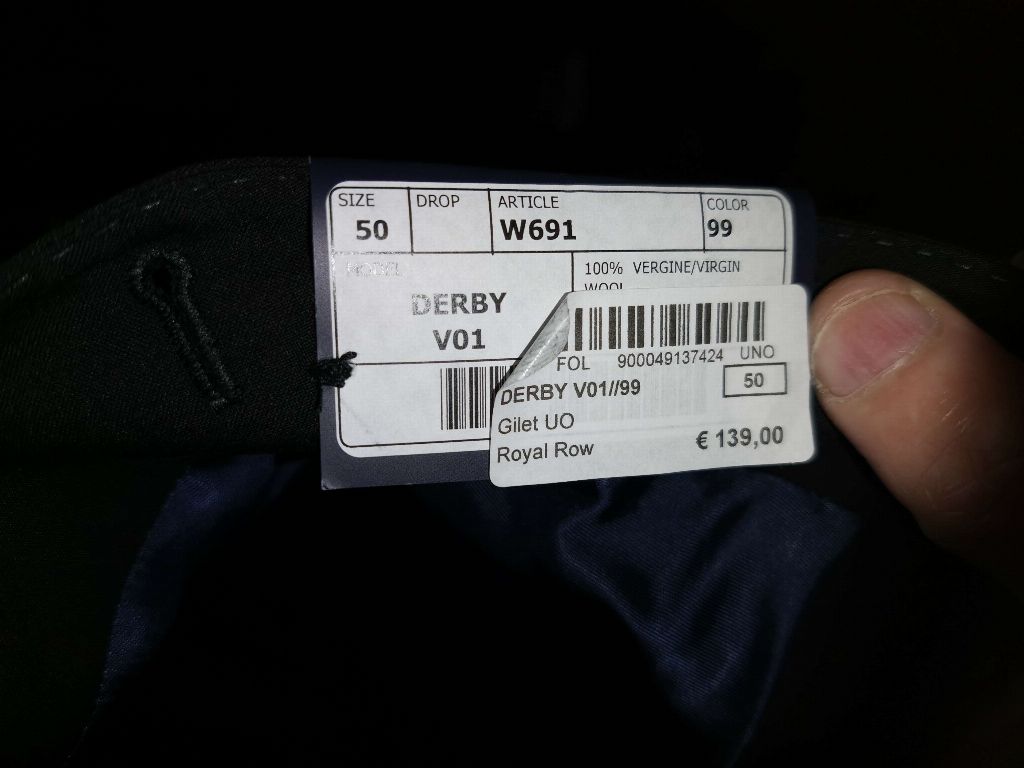 SIZE
50
DROP
ARTICLE
W691
COLOR
99
MODEL
DERBY
V01
100% VERGINE/VIRGIN
WOOL
FOL 900049137424 UNO
DERBY V01//99
50
Gilet UO
Royal Row
€ 139,00